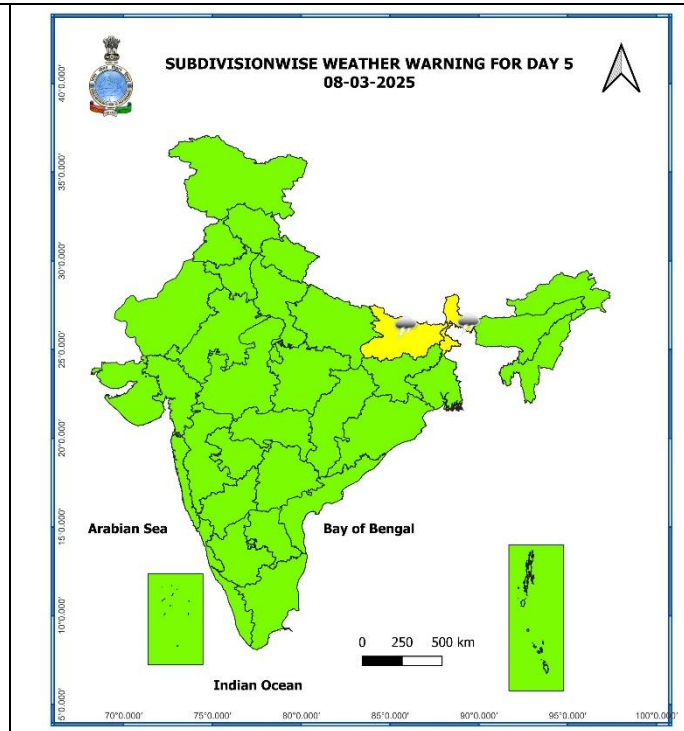 SUBDIVISIONWISE WEATHER WARNING FOR DAY 5
08-03-2025
40°0.000'
35°0.000'
30°0.000'
25°0.000'
20°0.000'
15°0.000'
10°0.000'
5°0.000'
Arabian Sea
Bay of Bengal
0 250 500 km
Indian Ocean
70°0.000' 75°0.000' 80°0.000' 85°0.000' 90°0.000' 95°0.000' 100°0.000'